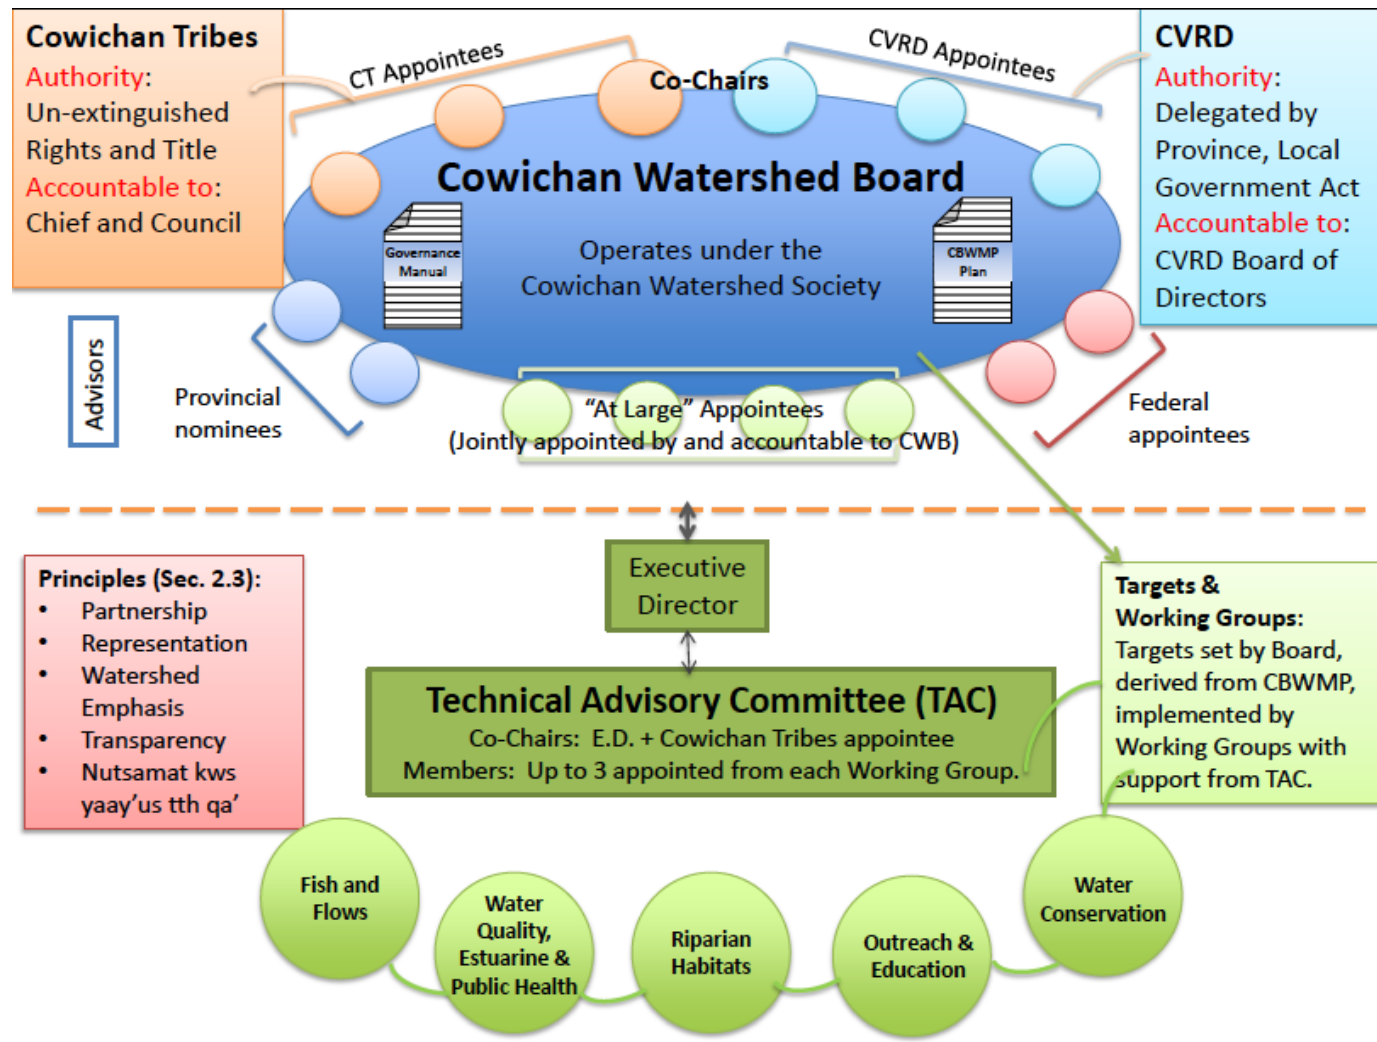 Cowichan Tribes
Authority:
Un-extinguished
Rights and Title
Accountable to:
Chief and Council
CT Appointees
Co-Chairs
CVRD Appointees
CVRD
Authority:
Delegated by
Province, Local
Government Act
Accountable to:
CVRD Board of
Directors
Cowichan Watershed Board
Governance
Manual
Operates under the
Cowichan Watershed Society
CBWMP
Plan
Advisors
Provincial
nominees
“At Large” Appointees
(Jointly appointed by and accountable to CWB)
Federal
appointees
Executive
Director
Principles (Sec. 2.3):
• Partnership
• Representation
• Watershed
Emphasis
• Transparency
• Nutsamat kws
yaay’us tth qa’
Technical Advisory Committee (TAC)
Co-Chairs: E.D. + Cowichan Tribes appointee
Members: Up to 3 appointed from each Working Group.
Targets &
Working Groups:
Targets set by Board,
derived from CBWMP,
implemented by
Working Groups with
support from TAC.
Fish and
Flows
Water
Quality,
Estuarine &
Public Health
Riparian
Habitats
Outreach &
Education
Water
Conservation